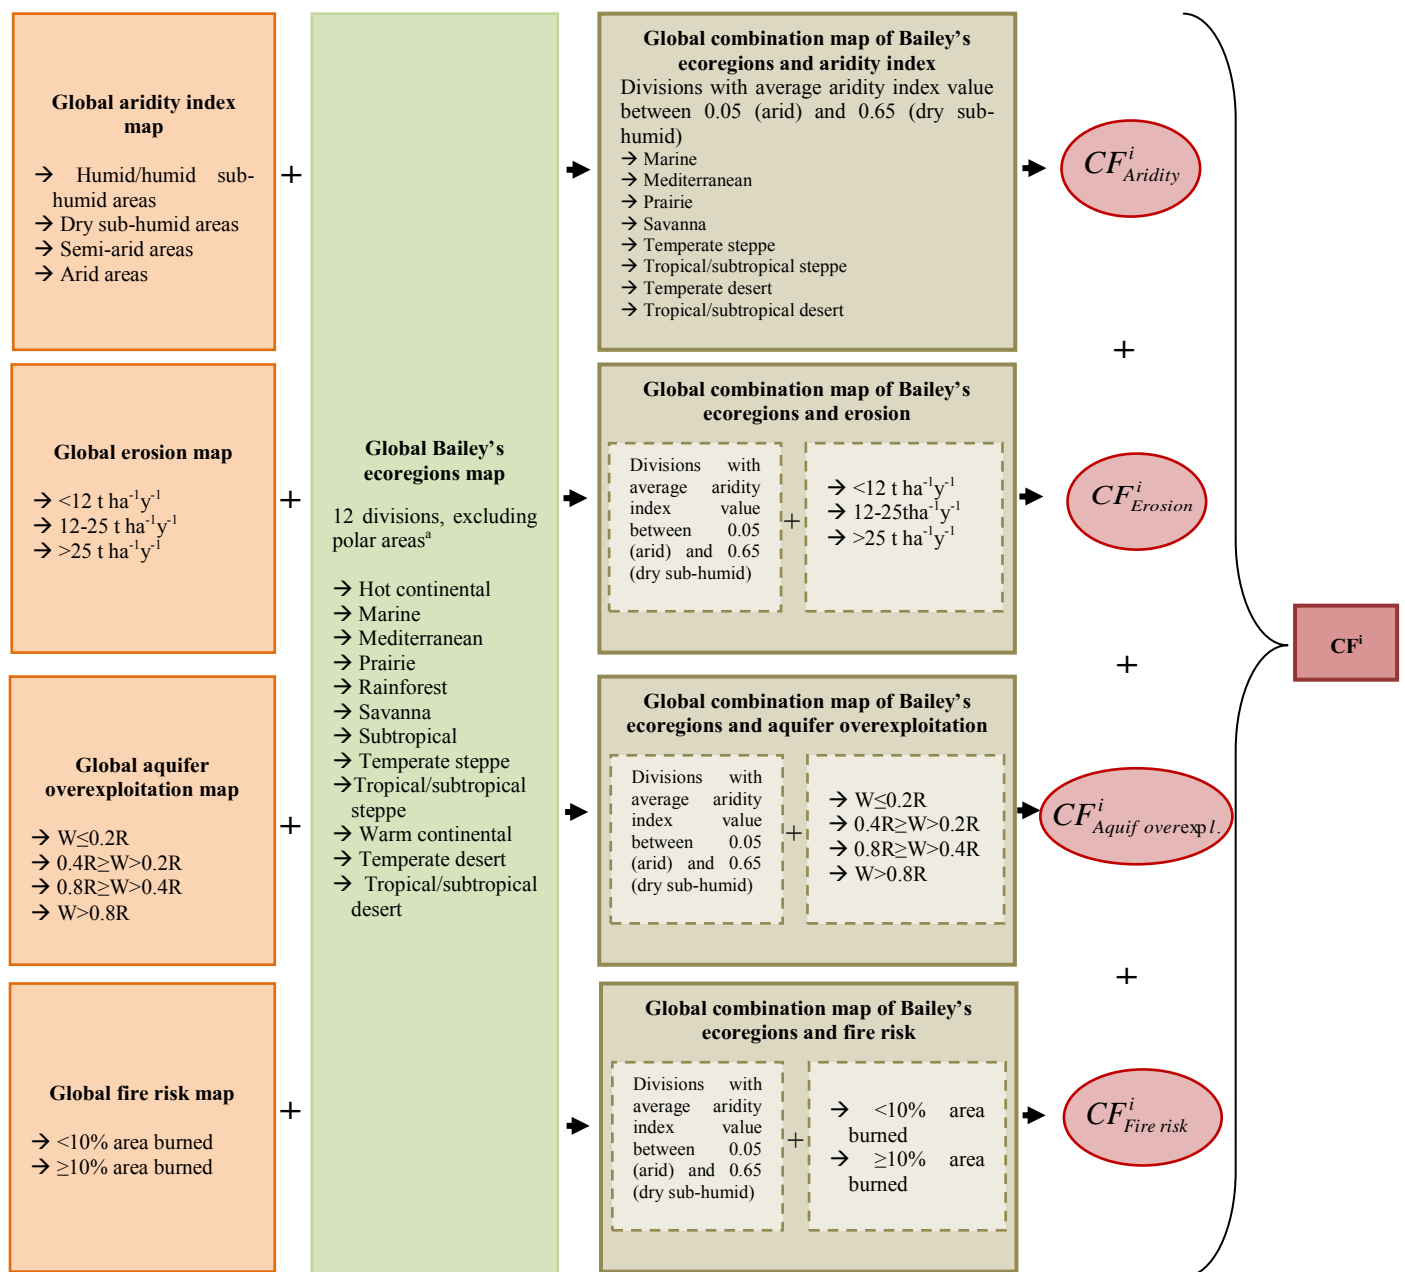 Global aridity index
map
→ Humid/humid sub-
humid areas
→ Dry sub-humid areas
→ Semi-arid areas
→ Arid areas
+
Global erosion map
→ <12 t ha⁻¹y⁻¹
→ 12-25 t ha⁻¹y⁻¹
→ >25 t ha⁻¹y⁻¹
+
Global aquifer
overexploitation map
→ W≤0.2R
→ 0.4R≥W>0.2R
→ 0.8R≥W>0.4R
→ W>0.8R
+
Global fire risk map
→ <10% area burned
→ ≥10% area burned
+
Global Bailey's
ecoregions map
12 divisions, excluding
polar areasᵃ
→ Hot continental
→ Marine
→ Mediterranean
→ Prairie
→ Rainforest
→ Savanna
→ Subtropical
→ Temperate steppe
→Tropical/subtropical
steppe
→ Warm continental
→ Temperate desert
→ Tropical/subtropical
desert
Global combination map of Bailey's
ecoregions and aridity index
Divisions with average aridity index value
between 0.05 (arid) and 0.65 (dry sub-
humid)
→ Marine
→ Mediterranean
→ Prairie
→ Savanna
→ Temperate steppe
→ Tropical/subtropical steppe
→ Temperate desert
→ Tropical/subtropical desert
Global combination map of Bailey's
ecoregions and erosion
Divisions with
average aridity
index value
between 0.05
(arid) and 0.65
(dry sub-humid)
+
→ <12 t ha⁻¹y⁻¹
→ 12-25tha⁻¹y⁻¹
→ >25 t ha⁻¹y⁻¹
Global combination map of Bailey's
ecoregions and aquifer overexploitation
Divisions with
average aridity
index value
between 0.05
(arid) and 0.65
(dry sub-humid)
+
→ W≤0.2R
→ 0.4R≥W>0.2R
→ 0.8R≥W>0.4R
→ W>0.8R
Global combination map of Bailey's
ecoregions and fire risk
Divisions with
average aridity
index value
between 0.05
(arid) and 0.65
(dry sub-humid)
+
→ <10% area
burned
→ ≥10% area
burned
CFⁱ Aridity
+
CFⁱ Erosion
+
CFⁱ Aquif overexpl.
+
CFⁱ Fire risk
CFⁱ